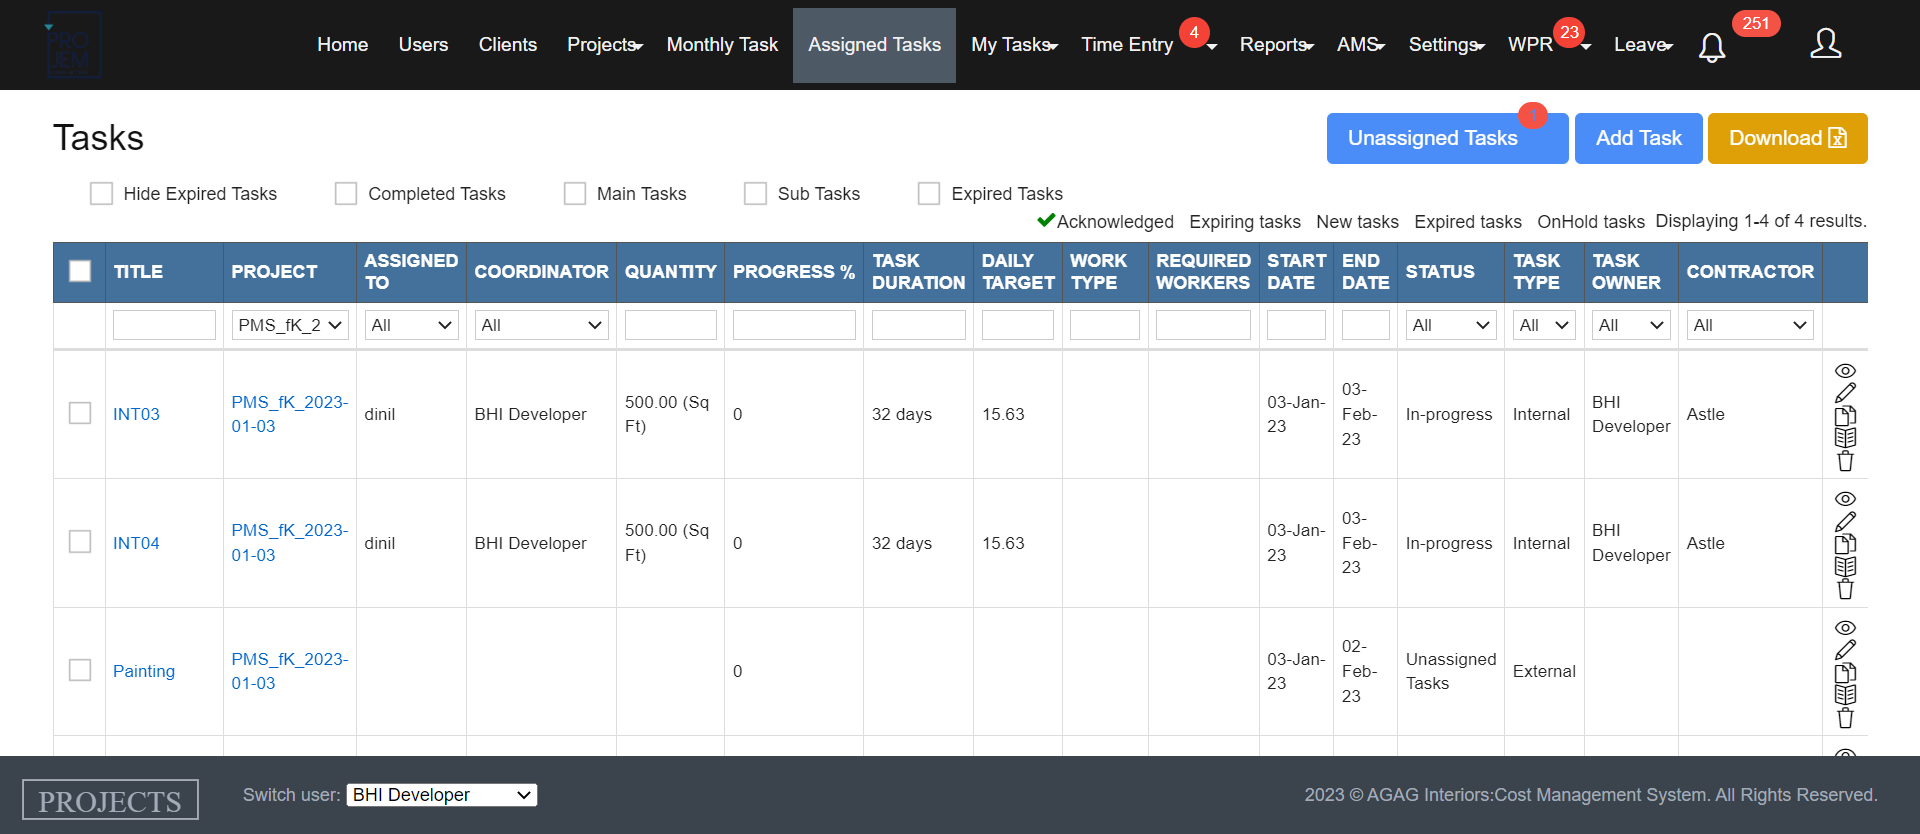 PRO
JEM
Home Users Clients Projects Monthly Task Assigned Tasks My Tasks Time Entry 4 Reports AMS Settings WPR 23 Leave 251
Tasks
Unassigned Tasks 1 Add Task Download
Hide Expired Tasks Completed Tasks Main Tasks Sub Tasks Expired Tasks
Acknowledged Expiring tasks New tasks Expired tasks OnHold tasks Displaying 1-4 of 4 results.
TITLE PROJECT ASSIGNED TO COORDINATOR QUANTITY PROGRESS % TASK DURATION DAILY TARGET WORK TYPE REQUIRED WORKERS START DATE END DATE STATUS TASK TYPE TASK OWNER CONTRACTOR
PMS_fK_2 All All All All All All
INT03 PMS_fK_2023-01-03 dinil BHI Developer 500.00 (Sq Ft) 0 32 days 15.63 03-Jan-23 03-Feb-23 In-progress Internal BHI Developer Astle
INT04 PMS_fK_2023-01-03 dinil BHI Developer 500.00 (Sq Ft) 0 32 days 15.63 03-Jan-23 03-Feb-23 In-progress Internal BHI Developer Astle
Painting PMS_fK_2023-01-03 0 03-Jan-23 02-Feb-23 Unassigned Tasks External
PROJECTS Switch user: BHI Developer 2023 © AGAG Interiors:Cost Management System. All Rights Reserved.